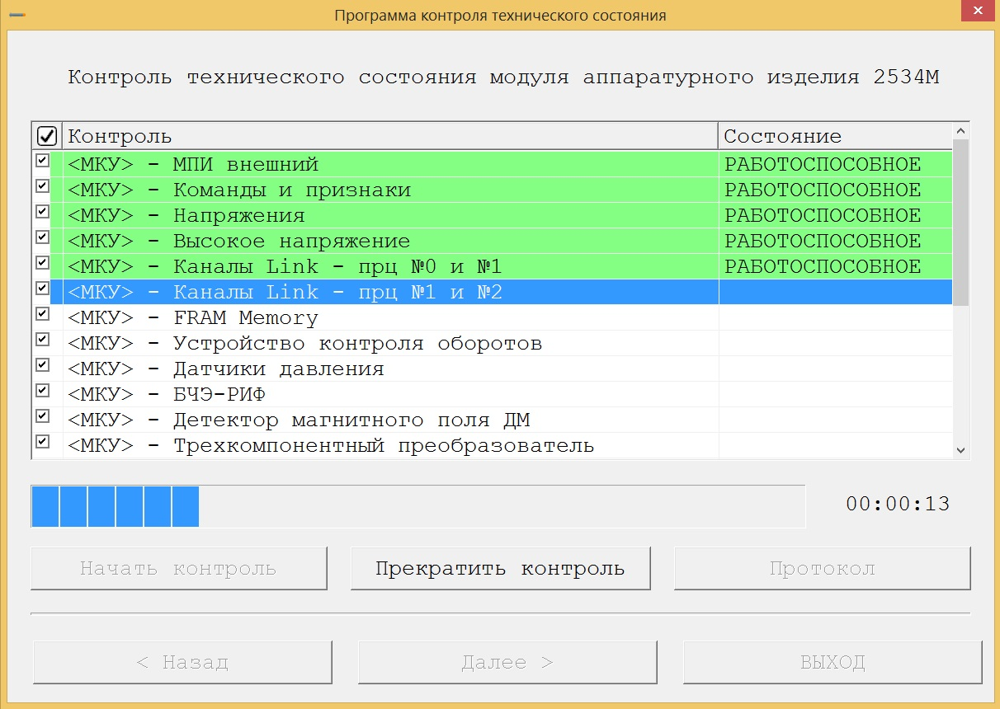 Программа контроля технического состояния
Контроль технического состояния модуля аппаратурного изделия 2534М
Контроль Состояние
<МКУ> - МПИ внешний РАБОТОСПОСОБНОЕ
<МКУ> - Команды и признаки РАБОТОСПОСОБНОЕ
<МКУ> - Напряжения РАБОТОСПОСОБНОЕ
<МКУ> - Высокое напряжение РАБОТОСПОСОБНОЕ
<МКУ> - Каналы Link - прц №0 и №1 РАБОТОСПОСОБНОЕ
<МКУ> - Каналы Link - прц №1 и №2
<МКУ> - FRAM Memory
<МКУ> - Устройство контроля оборотов
<МКУ> - Датчики давления
<МКУ> - БЧЭ-РИФ
<МКУ> - Детектор магнитного поля ДМ
<МКУ> - Трехкомпонентный преобразователь
00:00:13
Начать контроль Прекратить контроль Протокол
< Назад Далее > ВЫХОД